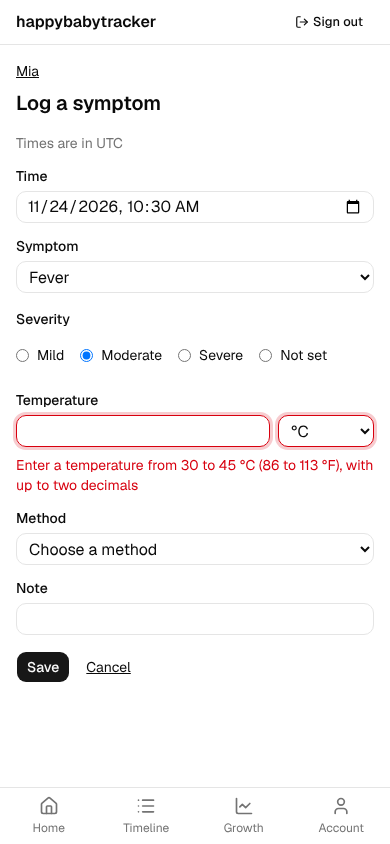 happybabytracker
Sign out
Mia
Log a symptom
Times are in UTC
Time
11/24/2026, 10:30 AM
Symptom
Fever
Severity
Mild
Moderate
Severe
Not set
Temperature
°C
Enter a temperature from 30 to 45 °C (86 to 113 °F), with
up to two decimals
Method
Choose a method
Note
Save
Cancel
Home
Timeline
Growth
Account